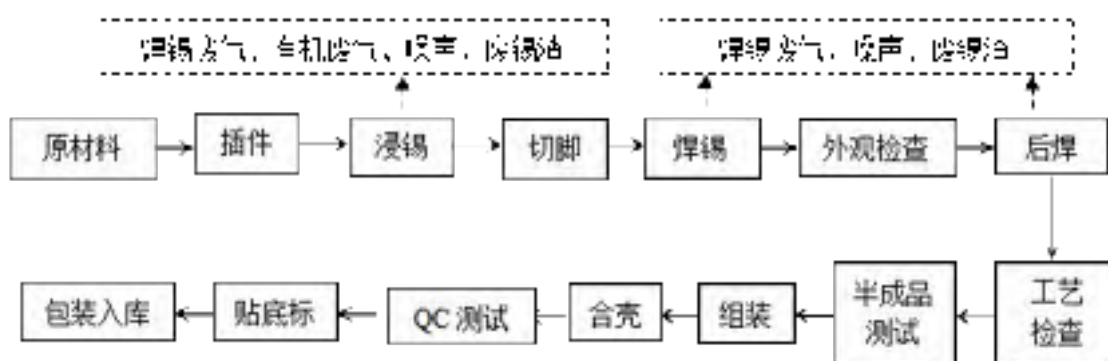 焊锡废气、有机废气、噪声、废锡渣 焊锡废气、噪声、废锡渣
原材料 插件 浸锡 切脚 焊锡 外观检查 后焊
包装入库 贴底标 QC 测试 合壳 组装 半成品测试 工艺检查